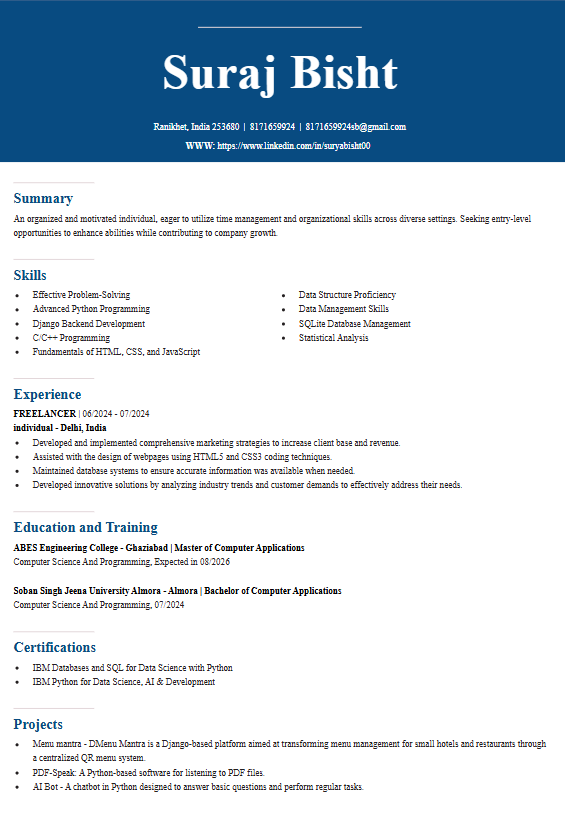 Suraj Bisht
Ranikhet, India 253680 | 8171659924 | 8171659924sb@gmail.com
WWW: https://www.linkedin.com/in/suryabisht00
Summary
An organized and motivated individual, eager to utilize time management and organizational skills across diverse settings. Seeking entry-level
opportunities to enhance abilities while contributing to company growth.
Skills
• Effective Problem-Solving
• Advanced Python Programming
• Django Backend Development
• C/C++ Programming
• Fundamentals of HTML, CSS, and JavaScript
• Data Structure Proficiency
• Data Management Skills
• SQLite Database Management
• Statistical Analysis
Experience
FREELANCER | 06/2024 - 07/2024
individual - Delhi, India
• Developed and implemented comprehensive marketing strategies to increase client base and revenue.
• Assisted with the design of webpages using HTML5 and CSS3 coding techniques.
• Maintained database systems to ensure accurate information was available when needed.
• Developed innovative solutions by analyzing industry trends and customer demands to effectively address their needs.
Education and Training
ABES Engineering College - Ghaziabad | Master of Computer Applications
Computer Science And Programming, Expected in 08/2026
Soban Singh Jeena University Almora - Almora | Bachelor of Computer Applications
Computer Science And Programming, 07/2024
Certifications
• IBM Databases and SQL for Data Science with Python
• IBM Python for Data Science, AI & Development
Projects
• Menu mantra - DMenu Mantra is a Django-based platform aimed at transforming menu management for small hotels and restaurants through
a centralized QR menu system.
• PDF-Speak: A Python-based software for listening to PDF files.
• AI Bot - A chatbot in Python designed to answer basic questions and perform regular tasks.